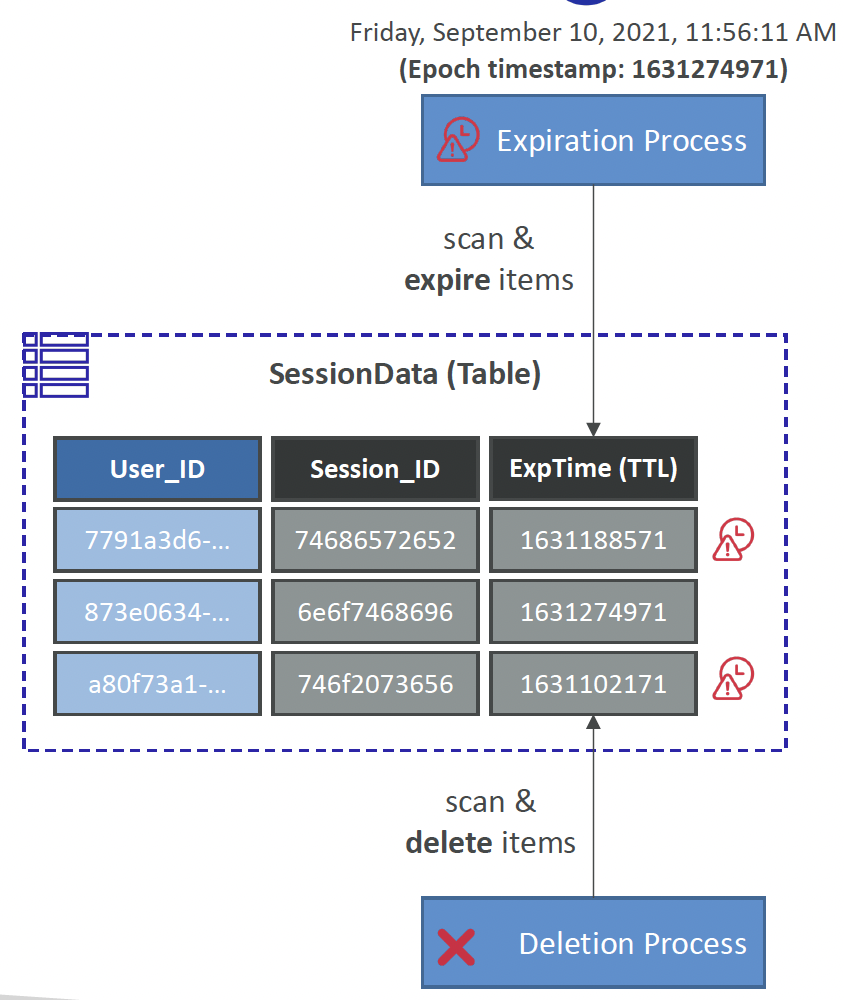 Friday, September 10, 2021, 11:56:11 AM
(Epoch timestamp: 1631274971)
Expiration Process
scan &
expire items
SessionData (Table)
User_ID Session_ID ExpTime (TTL)
7791a3d6-... 74686572652 1631188571
873e0634-... 6e6f7468696 1631274971
a80f73a1-... 746f2073656 1631102171
scan &
delete items
Deletion Process